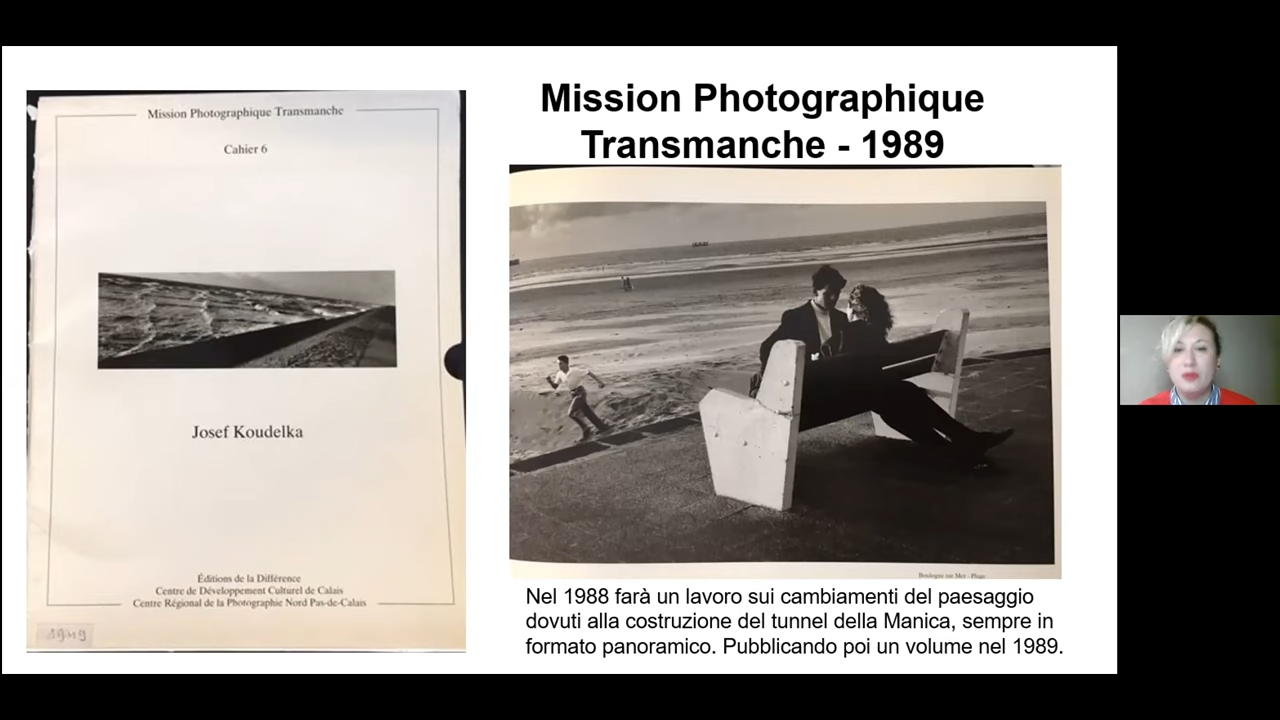 Mission Photographique Transmanche
Cahier 6
Josef Koudelka
Éditions de la Différence
Centre de Développement Culturel de Calais
Centre Régional de la Photographie Nord Pas-de-Calais
Mission Photographique
Transmanche - 1989
Boulogne sur Mer - Plage
Nel 1988 farà un lavoro sui cambiamenti del paesaggio
dovuti alla costruzione del tunnel della Manica, sempre in
formato panoramico. Pubblicando poi un volume nel 1989.